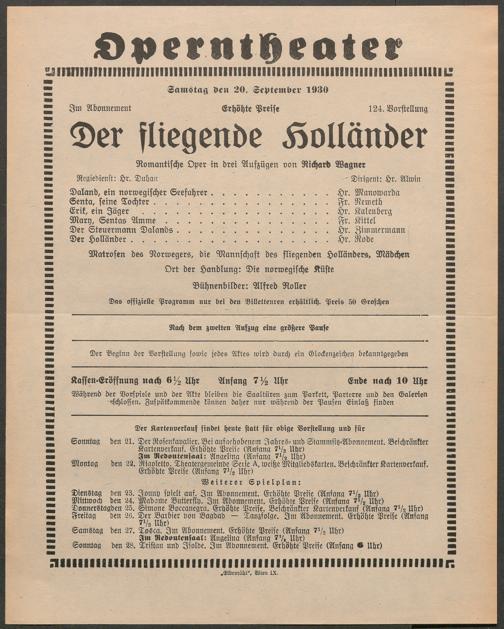 Operntheater
Samstag den 20. September 1930
Im Abonnement Erhöhte Preise 124. Vorstellung
Der fliegende Holländer
Romantische Oper in drei Aufzügen von Richard Wagner
Regiedienst: Hr. Duhan Dirigent: Hr. Alwin
Daland, ein norwegischer Seefahrer . . . . . . . . . . . Hr. Manowarda
Senta, seine Tochter . . . . . . . . . . . Fr. Nemeth
Erik, ein Jäger . . . . . . . . . . . Hr. Kalenberg
Mary, Sentas Amme . . . . . . . . . . . Fr. Kittel
Der Steuermann Dalands . . . . . . . . . . . Hr. Zimmermann
Der Holländer . . . . . . . . . . . Hr. Rode
Matrosen des Norwegers, die Mannschaft des fliegenden Holländers, Mädchen
Ort der Handlung: Die norwegische Küste
Bühnenbilder: Alfred Roller
Das offizielle Programm nur bei den Billetteuren erhältlich. Preis 50 Groschen
Nach dem zweiten Aufzug eine größere Pause
Der Beginn der Vorstellung sowie jedes Aktes wird durch ein Glockenzeichen bekanntgegeben
Kassen-Eröffnung nach 6½ Uhr Anfang 7½ Uhr Ende nach 10 Uhr
Während der Vorspiele und der Akte bleiben die Saaltüren zum Parkett, Parterre und den Galerien
geschlossen. Zuspätkommende können daher nur während der Pausen Einlaß finden
Der Kartenverkauf findet heute statt für obige Vorstellung und für
Sonntag den 21. Der Rosenkavalier. Bei aufgehobenem Jahres- und Stammsitz-Abonnement. Beschränkter
Kartenverkauf. Erhöhte Preise (Anfang 7½ Uhr)
Im Redoutensaal: Angelina (Anfang 7½ Uhr)
Montag den 22. Rigoletto. Theatergemeinde Serie A, weiße Mitgliedskarten. Beschränkter Kartenverkauf.
Erhöhte Preise (Anfang 7½ Uhr)
Weiterer Spielplan:
Dienstag den 23. Jonny spielt auf. Im Abonnement. Erhöhte Preise (Anfang 7½ Uhr)
Mittwoch den 24. Madame Butterfly. Im Abonnement. Erhöhte Preise (Anfang 7½ Uhr)
Donnerstag den 25. Simone Boccanegra. Erhöhte Preise. Beschränkter Kartenverkauf (Anfang 7½ Uhr)
Freitag den 26. Der Barbier von Bagdad — Tanzfolge. Im Abonnement. Erhöhte Preise (Anfang
7½ Uhr)
Samstag den 27. Tosca. Im Abonnement. Erhöhte Preise (Anfang 7½ Uhr)
Im Redoutensaal: Angelina (Anfang 7½ Uhr)
Sonntag den 28. Tristan und Isolde. Im Abonnement. Erhöhte Preise (Anfang 6 Uhr)
„Elbemühl", Wien IX.